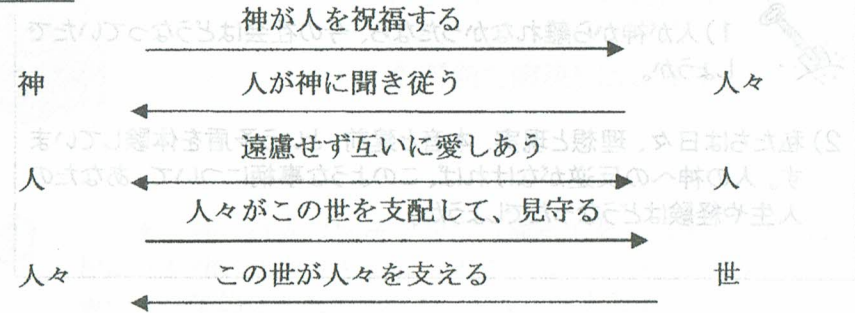 神が人を祝福する
神 人が神に聞き従う 人々
遠慮せず互いに愛しあう
人 人
人々がこの世を支配して、見守る
人々 この世が人々を支える 世